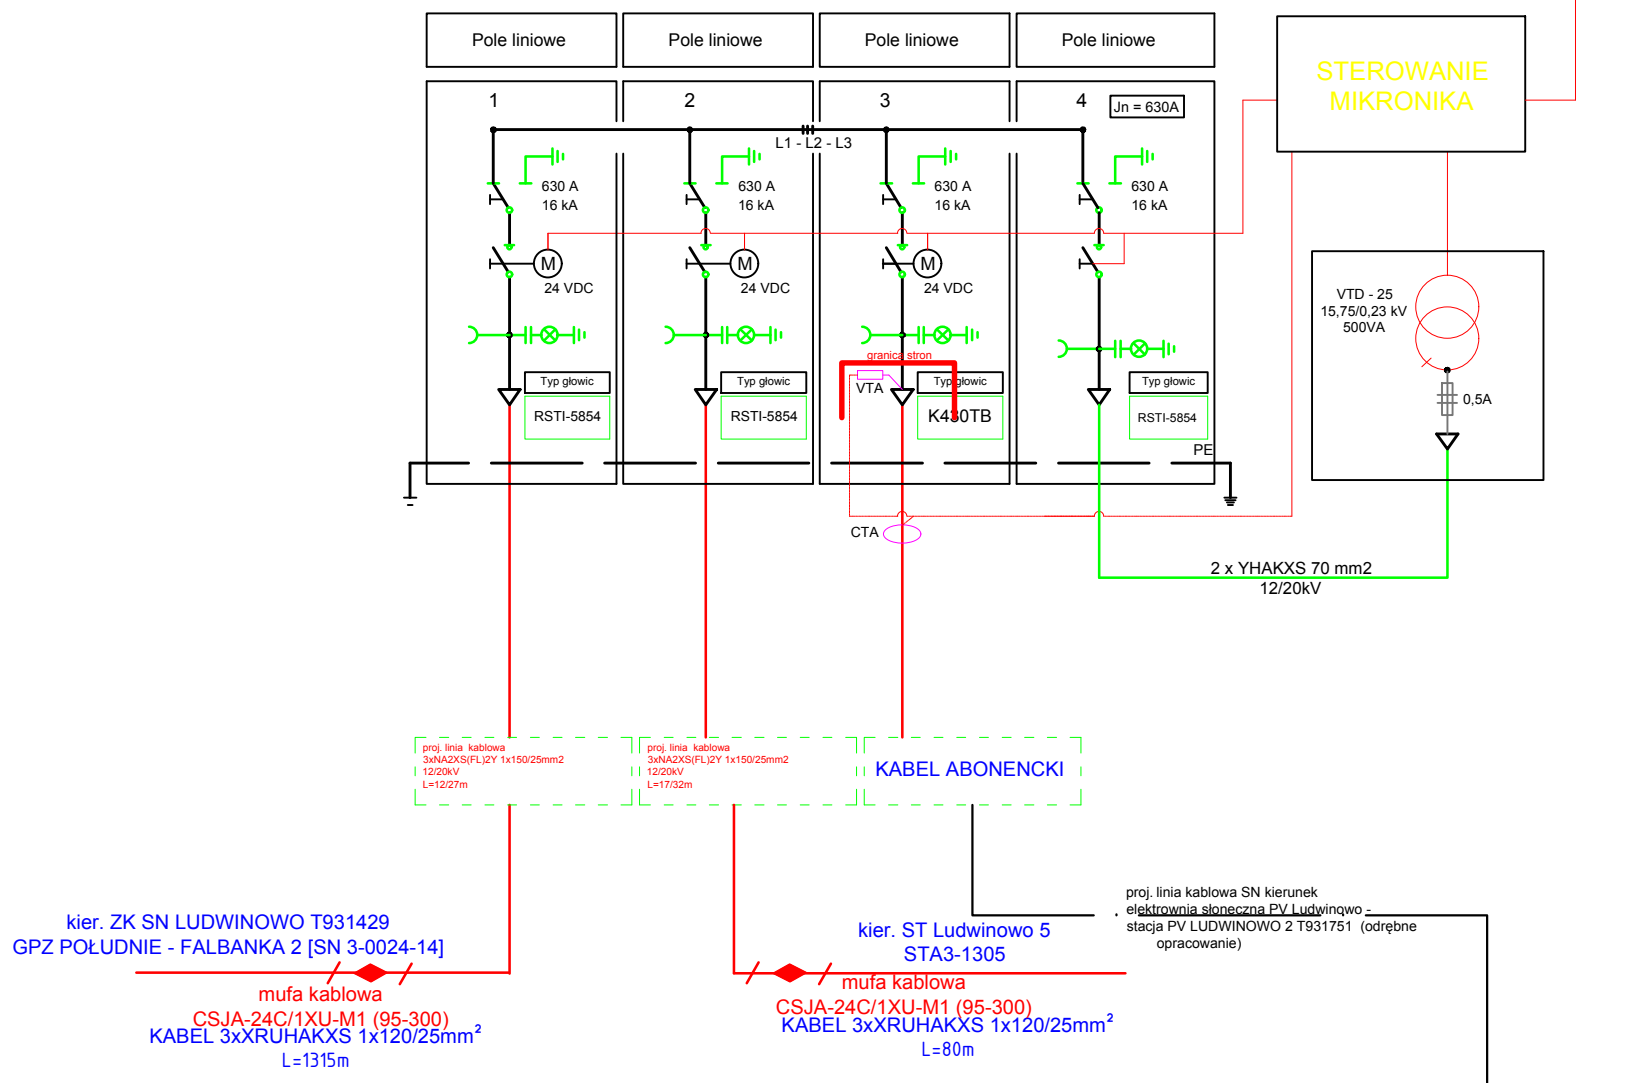 Pole liniowe
Pole liniowe
Pole liniowe
Pole liniowe
STEROWANIE
MIKRONIKA
1
2
3
4
Jn = 630A
L1 - L2 - L3
630 A
16 kA
630 A
16 kA
630 A
16 kA
630 A
16 kA
M
24 VDC
M
24 VDC
M
24 VDC
VTD - 25
15,75/0,23 kV
500VA
0,5A
granica stron
VTA
Typ głowic
RSTI-5854
Typ głowic
RSTI-5854
Typ głowic
K430TB
Typ głowic
RSTI-5854
PE
CTA
2 x YHAKXS 70 mm2
12/20kV
proj. linia kablowa
3xNA2XS(FL)2Y 1x150/25mm2
12/20kV
L=12/27m
proj. linia kablowa
3xNA2XS(FL)2Y 1x150/25mm2
12/20kV
L=17/32m
KABEL ABONENCKI
proj. linia kablowa SN kierunek
elektrownia słoneczna PV Ludwinowo -
stacja PV LUDWINOWO 2 T931751 (odrębne
opracowanie)
kier. ZK SN LUDWINOWO T931429
GPZ POŁUDNIE - FALBANKA 2 [SN 3-0024-14]
mufa kablowa
CSJA-24C/1XU-M1 (95-300)
KABEL 3xXRUHAKXS 1x120/25mm²
L=1315m
kier. ST Ludwinowo 5
STA3-1305
mufa kablowa
CSJA-24C/1XU-M1 (95-300)
KABEL 3xXRUHAKXS 1x120/25mm²
L=80m